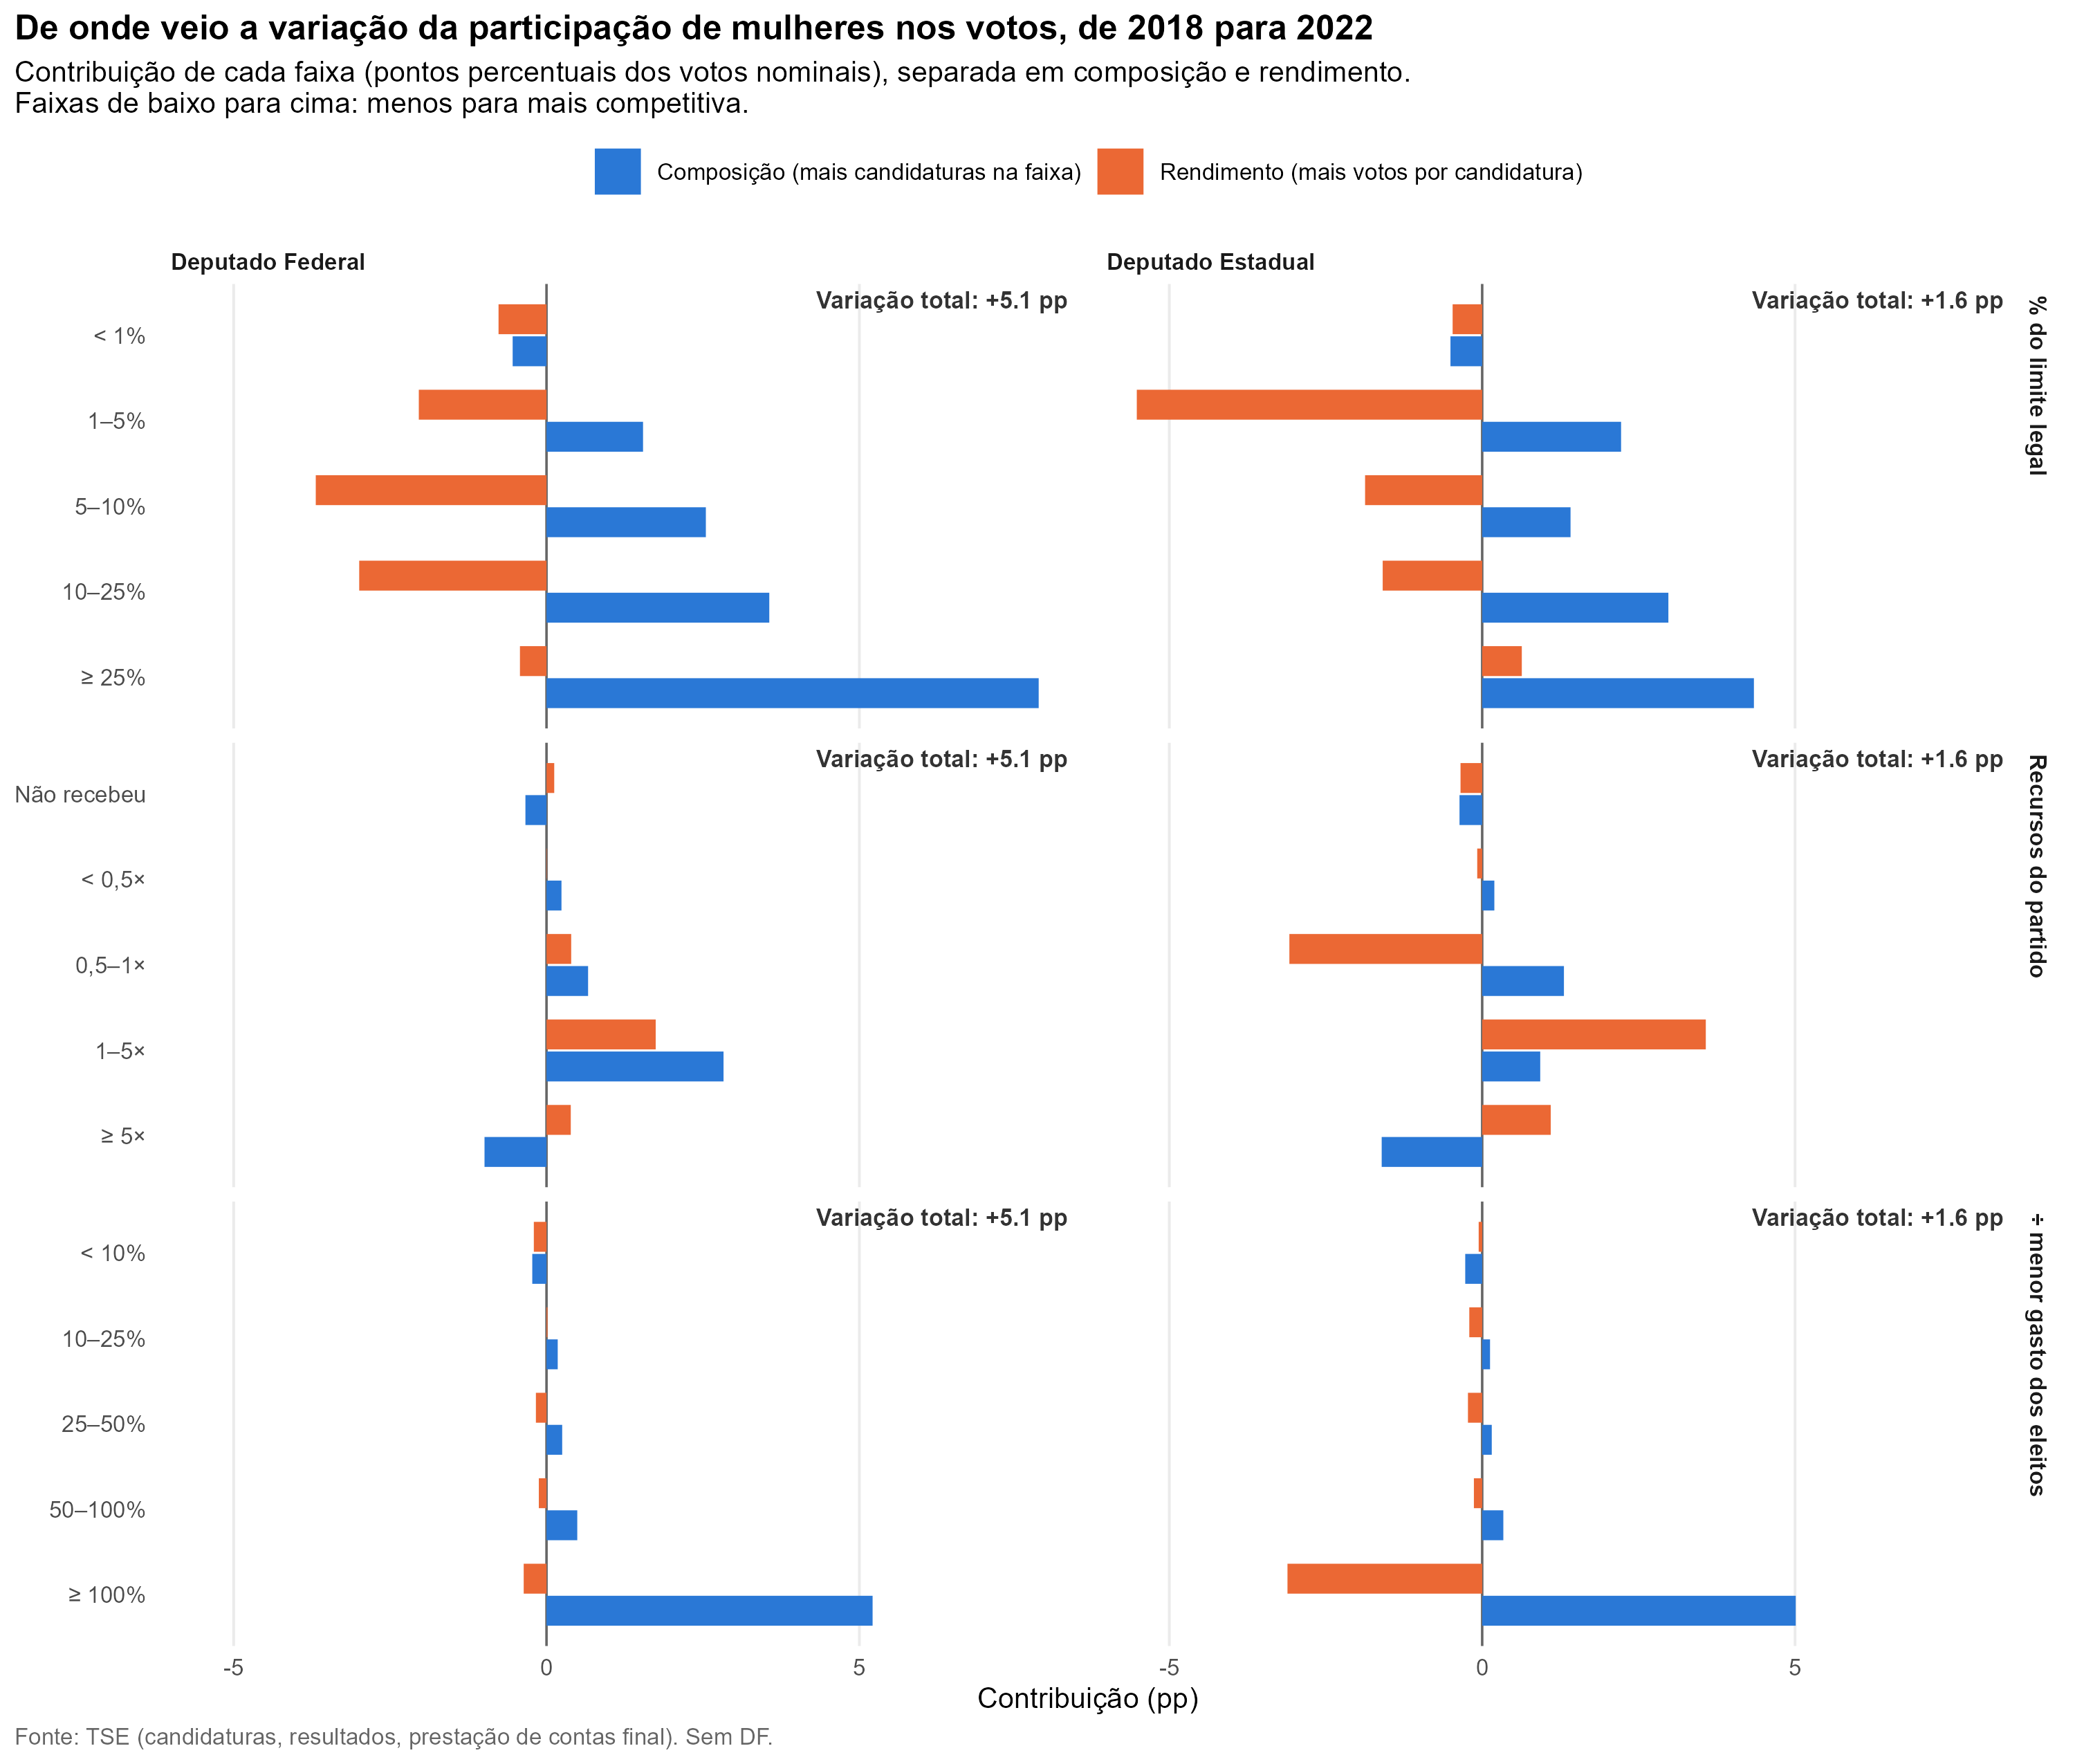 De onde veio a variação da participação de mulheres nos votos, de 2018 para 2022
Contribuição de cada faixa (pontos percentuais dos votos nominais), separada em composição e rendimento.
Faixas de baixo para cima: menos para mais competitiva.
Composição (mais candidaturas na faixa)
Rendimento (mais votos por candidatura)
Deputado Federal
Deputado Estadual
Variação total: +5.1 pp
Variação total: +1.6 pp
% do limite legal
< 1%
1–5%
5–10%
10–25%
≥ 25%
Variação total: +5.1 pp
Variação total: +1.6 pp
Recursos do partido
Não recebeu
< 0,5×
0,5–1×
1–5×
≥ 5×
Variação total: +5.1 pp
Variação total: +1.6 pp
÷ menor gasto dos eleitos
< 10%
10–25%
25–50%
50–100%
≥ 100%
-5
0
5
-5
0
5
Contribuição (pp)
Fonte: TSE (candidaturas, resultados, prestação de contas final). Sem DF.